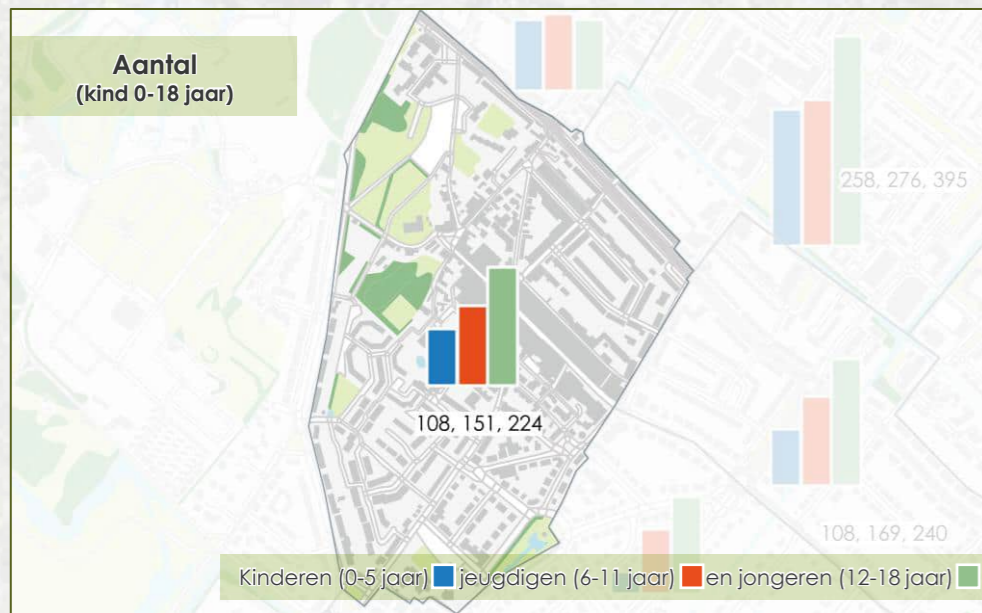 Aantal
(kind 0-18 jaar)
258, 276, 395
108, 151, 224
108, 169, 240
Kinderen (0-5 jaar) jeugdigen (6-11 jaar) en jongeren (12-18 jaar)